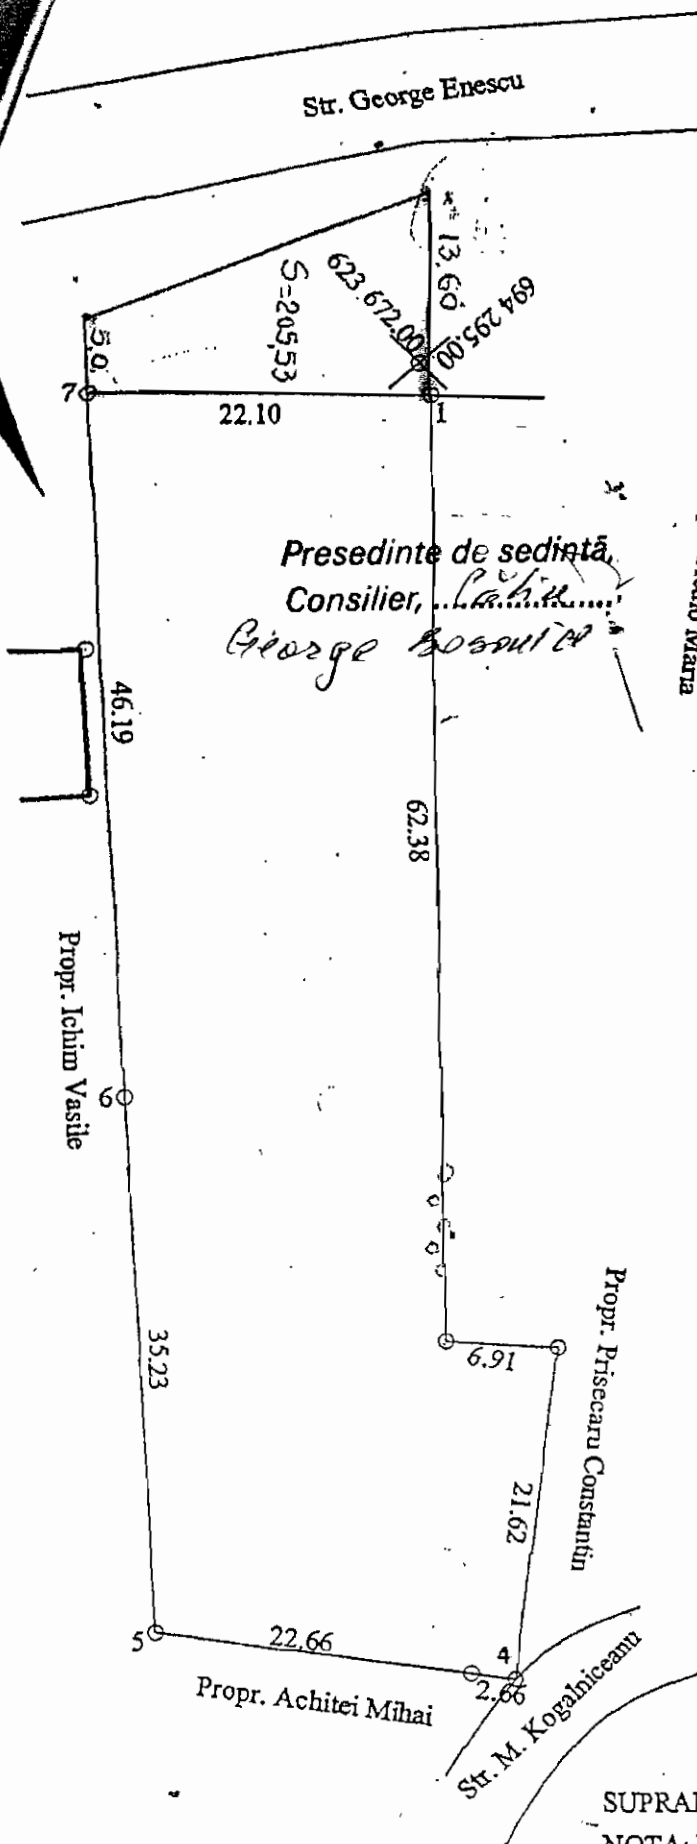 Str. George Enescu
13.60
623 672.00
694 295.00
S=205,53
5,0
7
22.10
1
Presedinte de sedintă,
Consilier,
George
46.19
62.38
Propr. Ichim Vasile
6
35.23
6.91
Propr. Prisecaru Constantin
21.62
5
22.66
4
2.66
Propr. Achitei Mihai
Str. M. Kogalniceanu